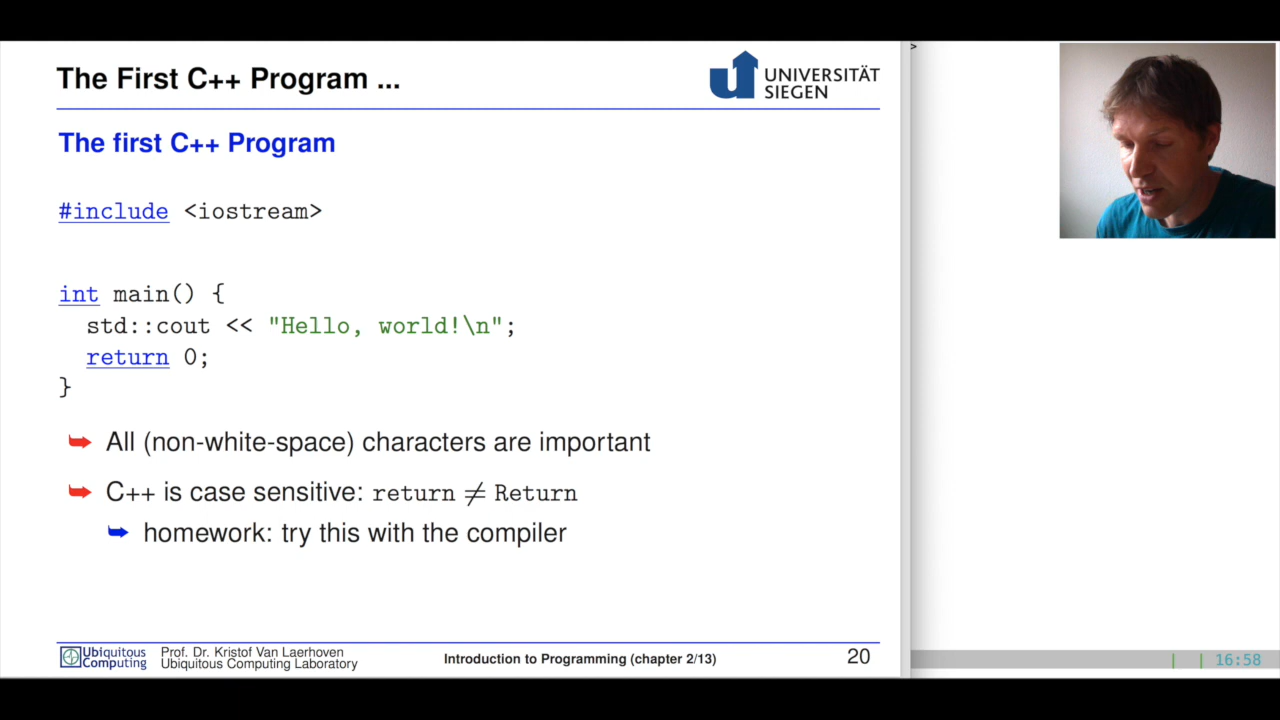 The First C++ Program ...
UNIVERSITÄT
SIEGEN
The first C++ Program
#include <iostream>
int main() {
std::cout << "Hello, world!\n";
return 0;
}
All (non-white-space) characters are important
C++ is case sensitive: return ≠ Return
homework: try this with the compiler
Ubiquitous
Computing
Prof. Dr. Kristof Van Laerhoven
Ubiquitous Computing Laboratory
Introduction to Programming (chapter 2/13)
20
>
| | 16:58